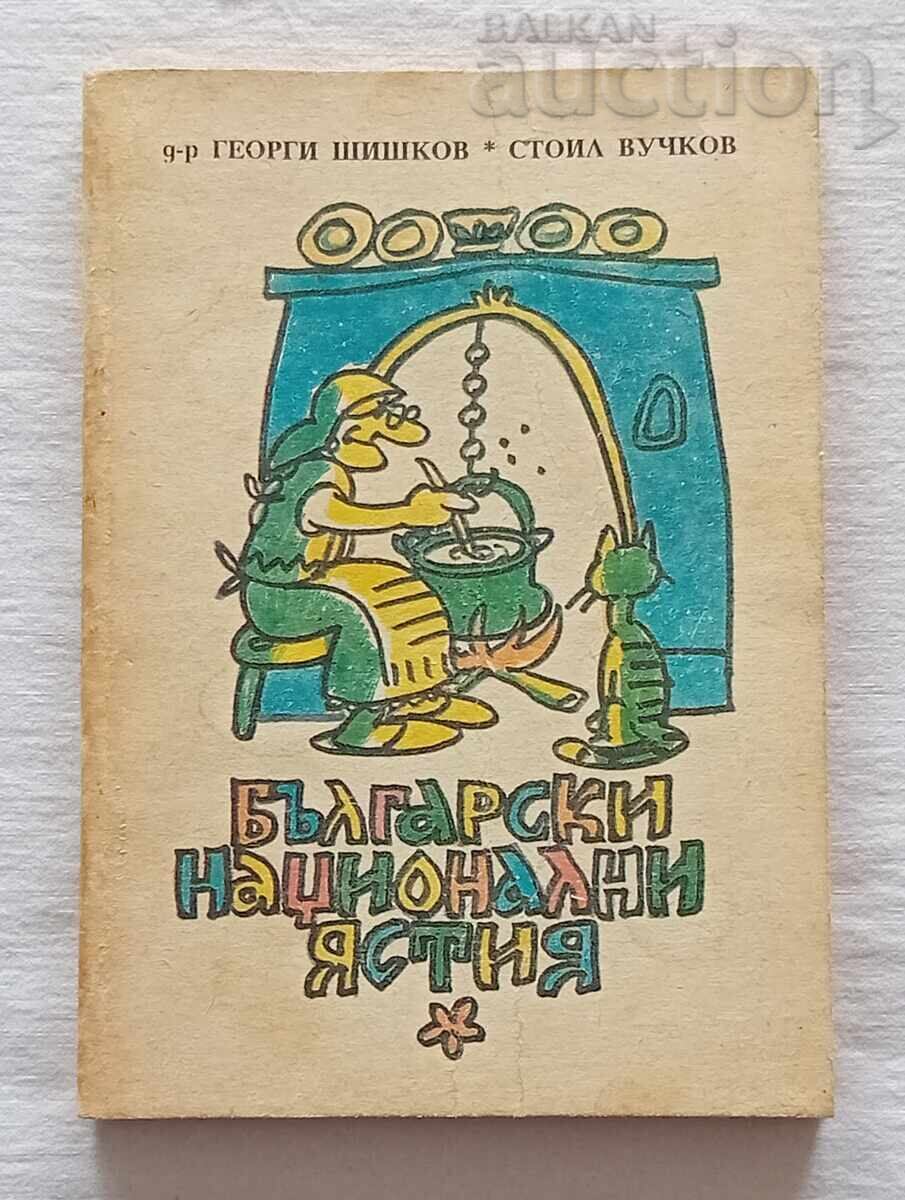 BALKAN
auction
д-р ГЕОРГИ ШИШКОВ * СТОИЛ ВУЧКОВ
БЪЛГАРСКИ
НАЦИОНАЛНИ
ЯСТИЯ